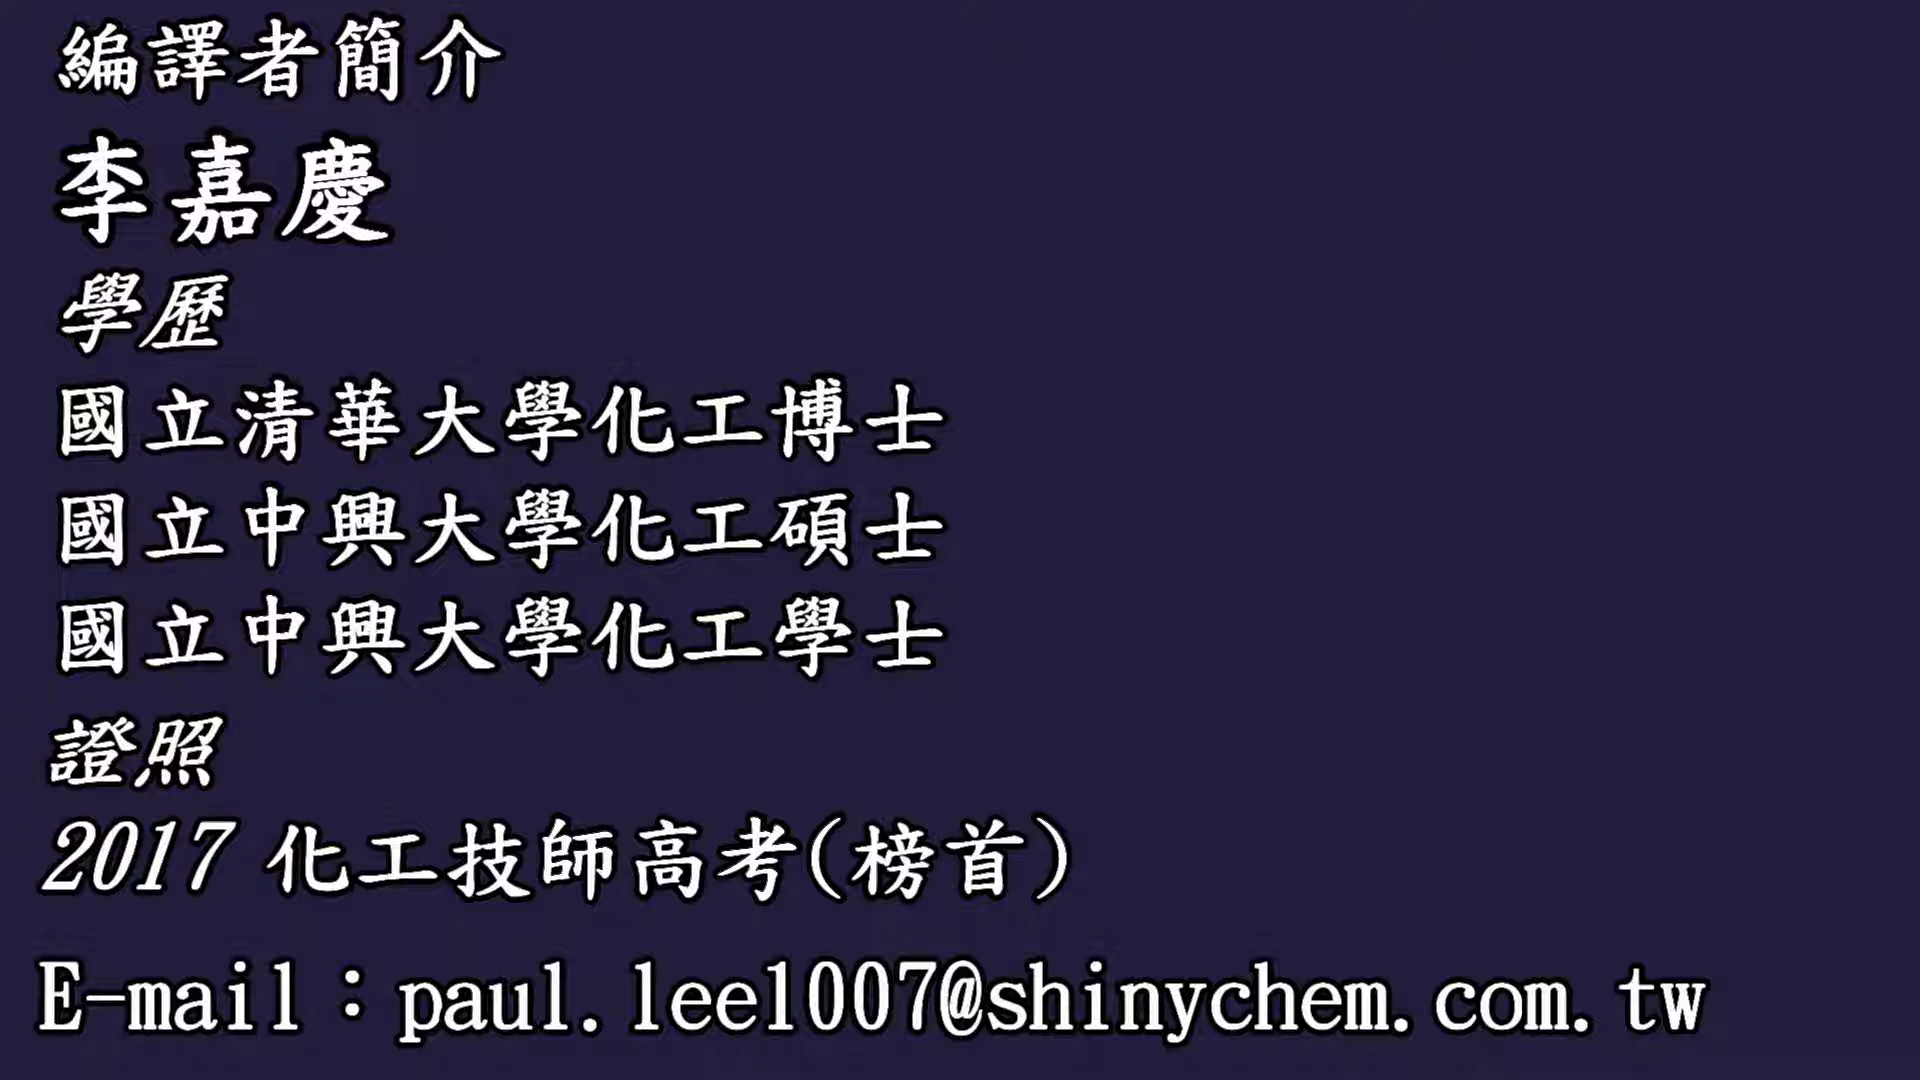 編譯者簡介
李嘉慶
學歷
國立清華大學化工博士
國立中興大學化工碩士
國立中興大學化工學士
證照
2017 化工技師高考(榜首)
E-mail：paul.lee1007@shinychem.com.tw